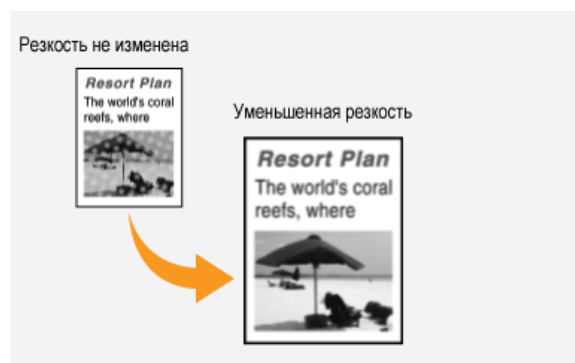 Резкость не изменена
Resort Plan
The world's coral
reefs, where
Уменьшенная резкость
Resort Plan
The world's coral
reefs, where